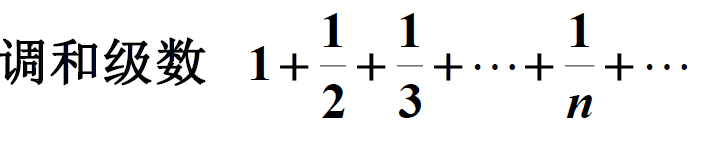 调和级数 1 + 1/2 + 1/3 + ··· + 1/n + ···